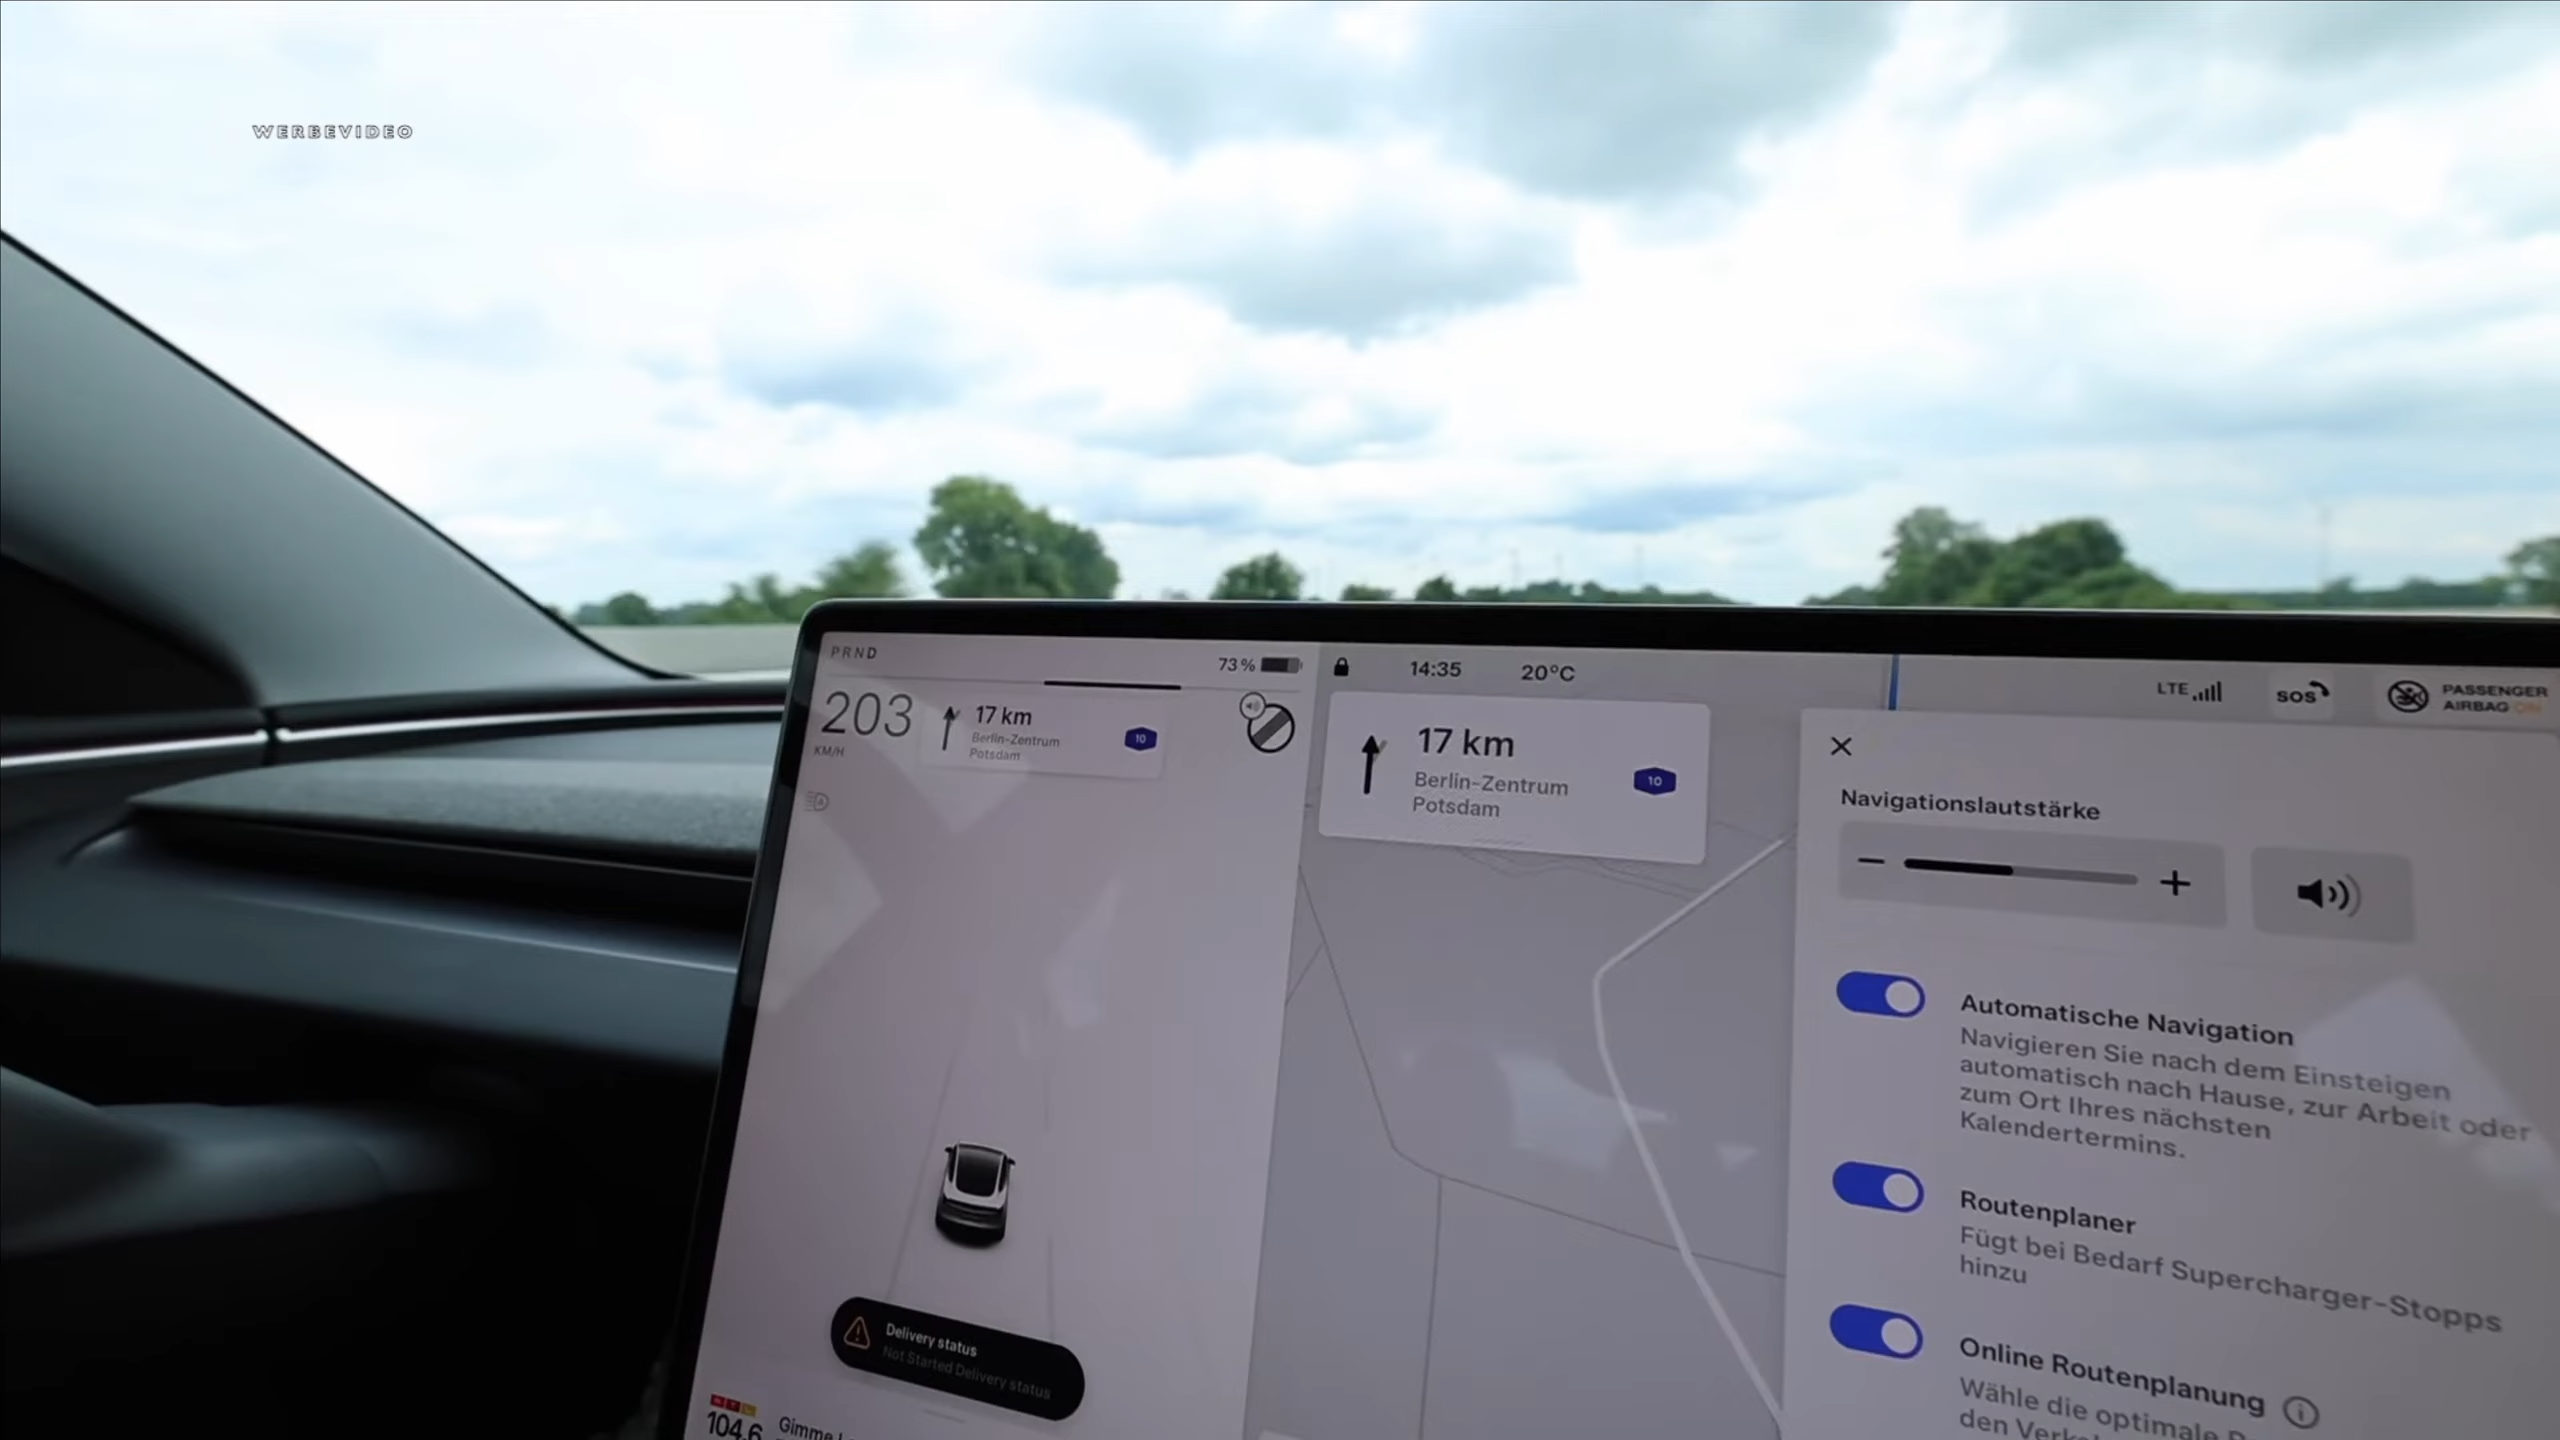 WERBEVIDEO
PRND
73%
203
KM/H
17 km
Berlin-Zentrum
Potsdam
10
14:35
20°C
17 km
Berlin-Zentrum
Potsdam
10
LTE
SOS
PASSENGER
AIRBAG ON
Navigationslautstärke
Automatische Navigation
Navigieren Sie nach dem Einsteigen
automatisch nach Hause, zur Arbeit oder
zum Ort Ihres nächsten
Kalendertermins.
Routenplaner
Fügt bei Bedarf Supercharger-Stopps
hinzu
Online Routenplanung
Wähle die optimale
den
Delivery status
Not Started Delivery status
104.6
Gimme